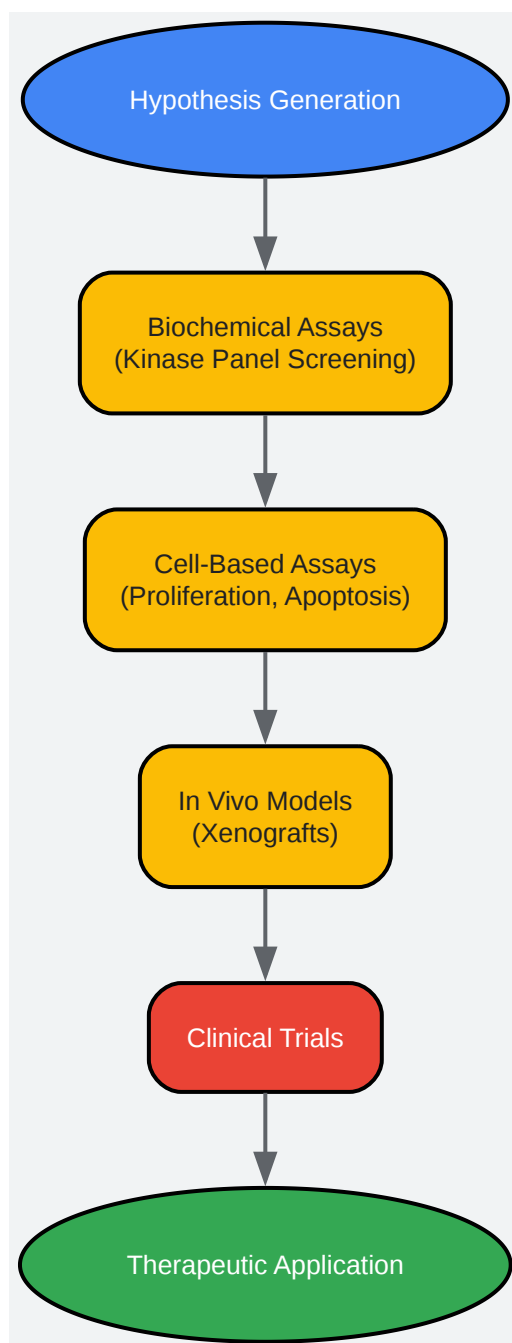 Hypothesis Generation
Biochemical Assays
(Kinase Panel Screening)
Cell-Based Assays
(Proliferation, Apoptosis)
In Vivo Models
(Xenografts)
Clinical Trials
Therapeutic Application